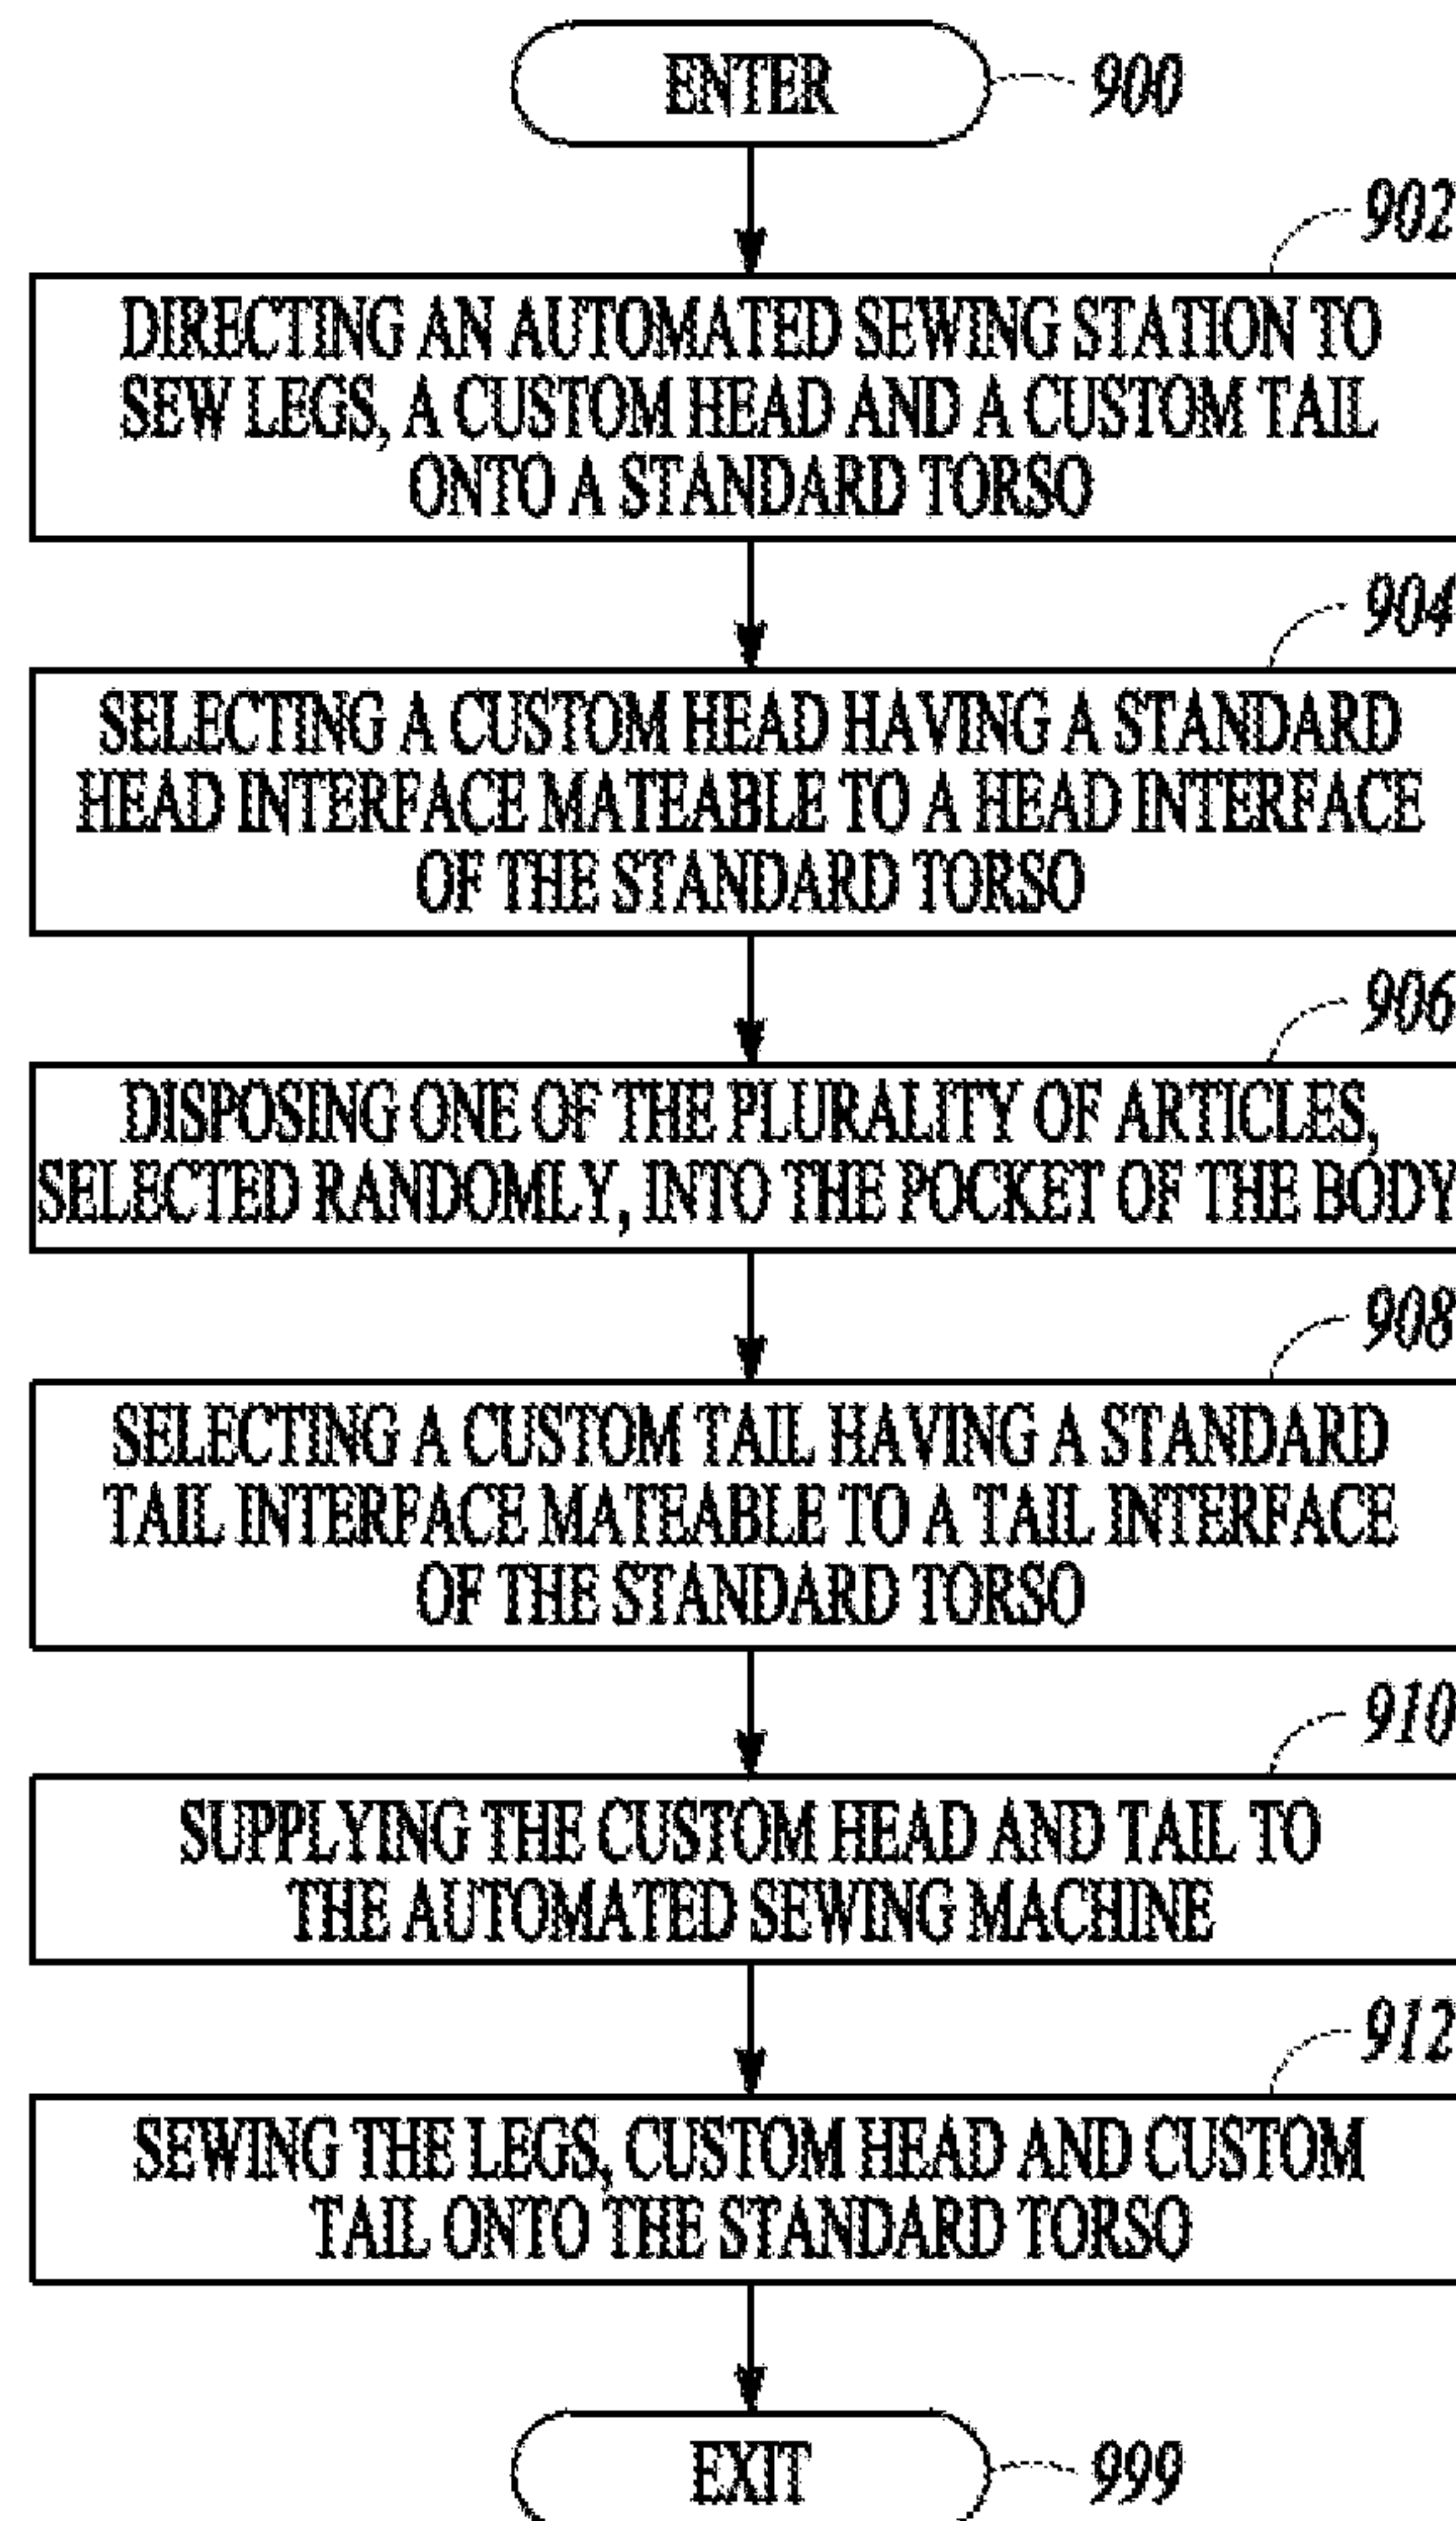 ENTER
900
902
DIRECTING AN AUTOMATED SEWING STATION TO
SEW LEGS, A CUSTOM HEAD AND A CUSTOM TAIL
ONTO A STANDARD TORSO
904
SELECTING A CUSTOM HEAD HAVING A STANDARD
HEAD INTERFACE MATEABLE TO A HEAD INTERFACE
OF THE STANDARD TORSO
906
DISPOSING ONE OF THE PLURALITY OF ARTICLES,
SELECTED RANDOMLY, INTO THE POCKET OF THE BODY
908
SELECTING A CUSTOM TAIL HAVING A STANDARD
TAIL INTERFACE MATEABLE TO A TAIL INTERFACE
OF THE STANDARD TORSO
910
SUPPLYING THE CUSTOM HEAD AND TAIL TO
THE AUTOMATED SEWING MACHINE
912
SEWING THE LEGS, CUSTOM HEAD AND CUSTOM
TAIL ONTO THE STANDARD TORSO
EXIT
999